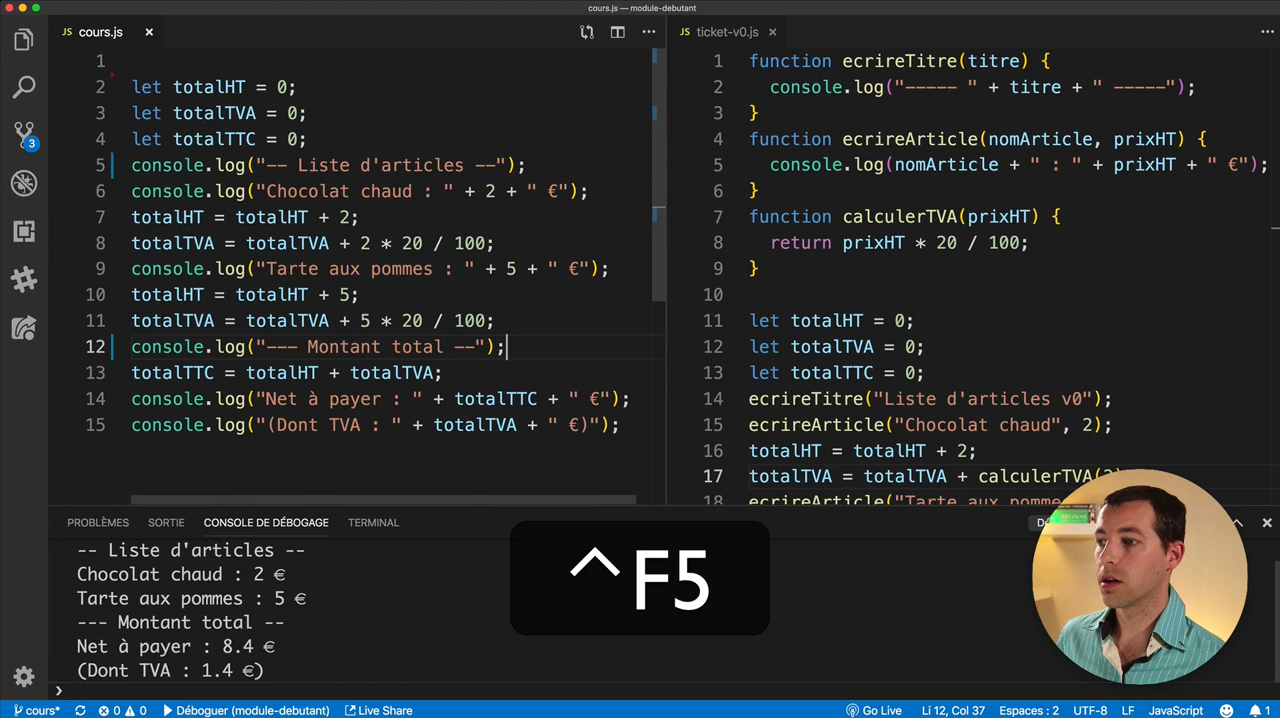 cours.js — module-debutant
JS cours.js ×
1
2 let totalHT = 0;
3 let totalTVA = 0;
4 let totalTTC = 0;
5 console.log("-- Liste d'articles --");
6 console.log("Chocolat chaud : " + 2 + " €");
7 totalHT = totalHT + 2;
8 totalTVA = totalTVA + 2 * 20 / 100;
9 console.log("Tarte aux pommes : " + 5 + " €");
10 totalHT = totalHT + 5;
11 totalTVA = totalTVA + 5 * 20 / 100;
12 console.log("--- Montant total --");
13 totalTTC = totalHT + totalTVA;
14 console.log("Net à payer : " + totalTTC + " €");
15 console.log("(Dont TVA : " + totalTVA + " €)");
JS ticket-v0.js ×
1 function ecrireTitre(titre) {
2 console.log("----- " + titre + " -----");
3 }
4 function ecrireArticle(nomArticle, prixHT) {
5 console.log(nomArticle + " : " + prixHT + " €");
6 }
7 function calculerTVA(prixHT) {
8 return prixHT * 20 / 100;
9 }
10
11 let totalHT = 0;
12 let totalTVA = 0;
13 let totalTTC = 0;
14 ecrireTitre("Liste d'articles v0");
15 ecrireArticle("Chocolat chaud", 2);
16 totalHT = totalHT + 2;
17 totalTVA = totalTVA + calculerTVA(
18 ecrireArticle("Tarte aux pomme
3
PROBLÈMES SORTIE CONSOLE DE DÉBOGAGE TERMINAL
-- Liste d'articles --
Chocolat chaud : 2 €
Tarte aux pommes : 5 €
--- Montant total --
Net à payer : 8.4 €
(Dont TVA : 1.4 €)
^F5
cours* 0 0 Déboguer (module-debutant) Live Share Go Live Li 12, Col 37 Espaces : 2 UTF-8 LF JavaScript 1